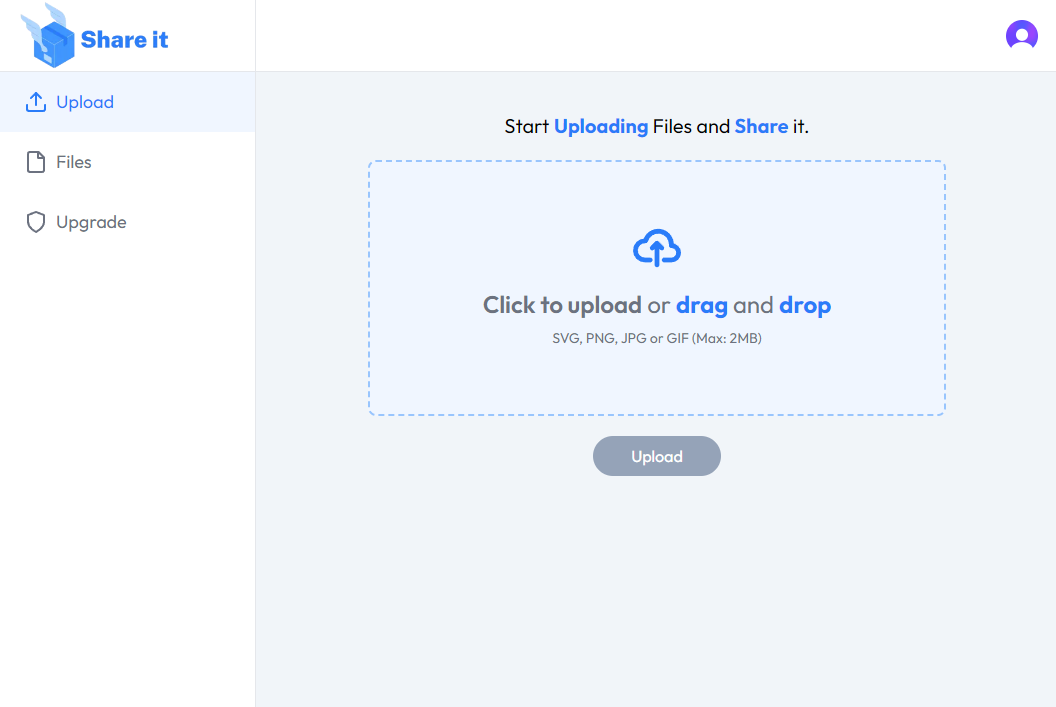 Share it
Upload
Files
Upgrade
Start Uploading Files and Share it.
Click to upload or drag and drop
SVG, PNG, JPG or GIF (Max: 2MB)
Upload